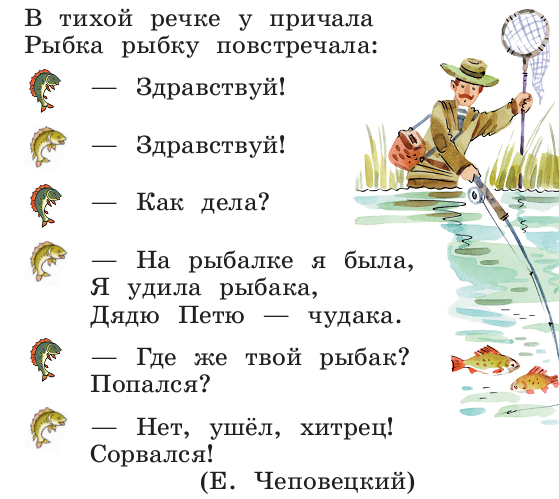 В тихой речке у причала
Рыбка рыбку повстречала:
— Здравствуй!
— Здравствуй!
— Как дела?
— На рыбалке я была,
Я удила рыбака,
Дядю Петю — чудака.
— Где же твой рыбак?
Попался?
— Нет, ушёл, хитрец!
Сорвался!
(Е. Чеповецкий)